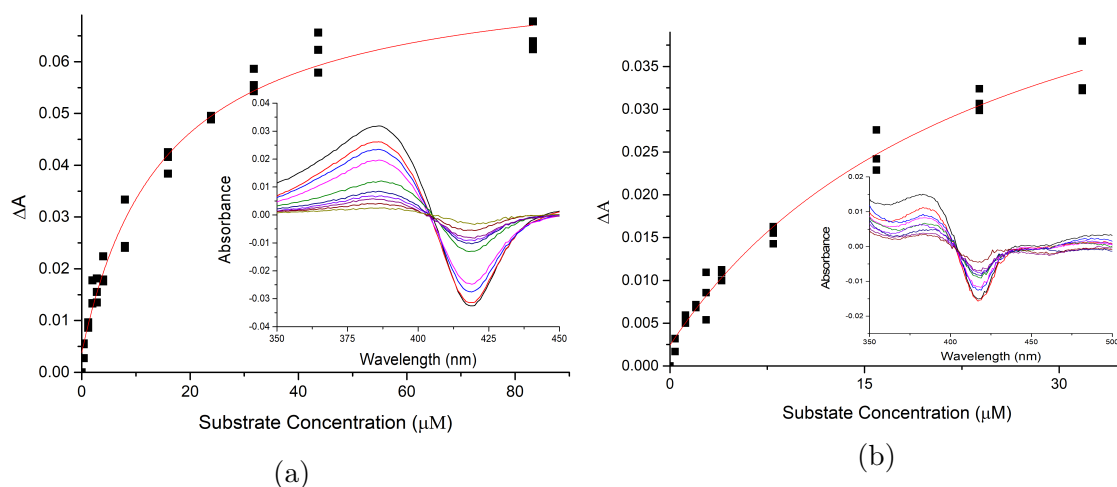 ΔA
0.06
0.05
0.04
0.03
0.02
0.01
0.00
0 20 40 60 80
Substrate Concentration (μM)
Absorbance
0.04
0.03
0.02
0.01
0.00
-0.01
-0.02
-0.03
-0.04
350 375 400 425 450
Wavelength (nm)
(a)
ΔA
0.035
0.030
0.025
0.020
0.015
0.010
0.005
0.000
0 15 30
Substate Concentration (μM)
Absorbance
0.02
0.01
0.00
-0.01
-0.02
350 400 450 500
Wavelength (nm)
(b)